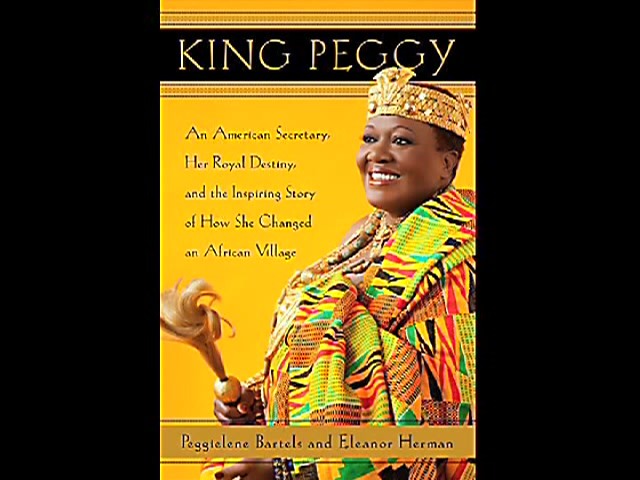 KING PEGGY
An American Secretary,
Her Royal Destiny,
and the Inspiring Story
of How She Changed
an African Village
Peggielene Bartels and Eleanor Herman